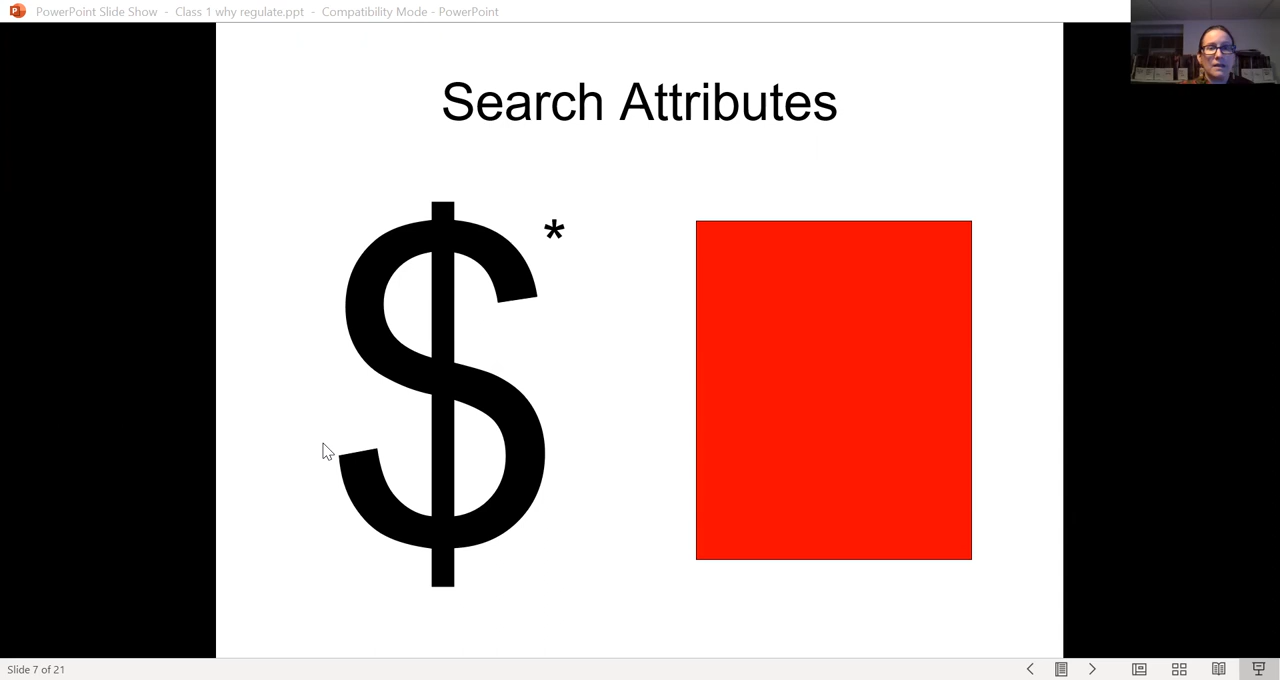 PowerPoint Slide Show - Class 1 why regulate.ppt - Compatibility Mode - PowerPoint
Search Attributes
$*
Slide 7 of 21